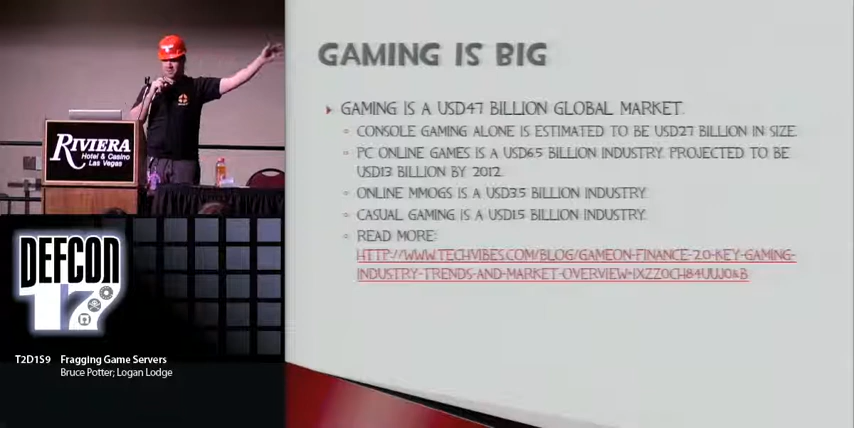 GAMING IS BIG
GAMING IS A USD47 BILLION GLOBAL MARKET.
CONSOLE GAMING ALONE IS ESTIMATED TO BE USD27 BILLION IN SIZE.
PC ONLINE GAMES IS A USD6.5 BILLION INDUSTRY. PROJECTED TO BE
USD13 BILLION BY 2012.
ONLINE MMOGS IS A USD3.5 BILLION INDUSTRY.
CASUAL GAMING IS A USD1.5 BILLION INDUSTRY.
READ MORE:
HTTP://WWW.TECHVIBES.COM/BLOG/GAMEON-FINANCE-2.0-KEY-GAMING-
INDUSTRY-TRENDS-AND-MARKET-OVERVIEW-IXZZ0CH84UUJ0&B
RIVIERA
Hotel & Casino
Las Vegas
DEFCON
17
T2D1S9 Fragging Game Servers
Bruce Potter; Logan Lodge